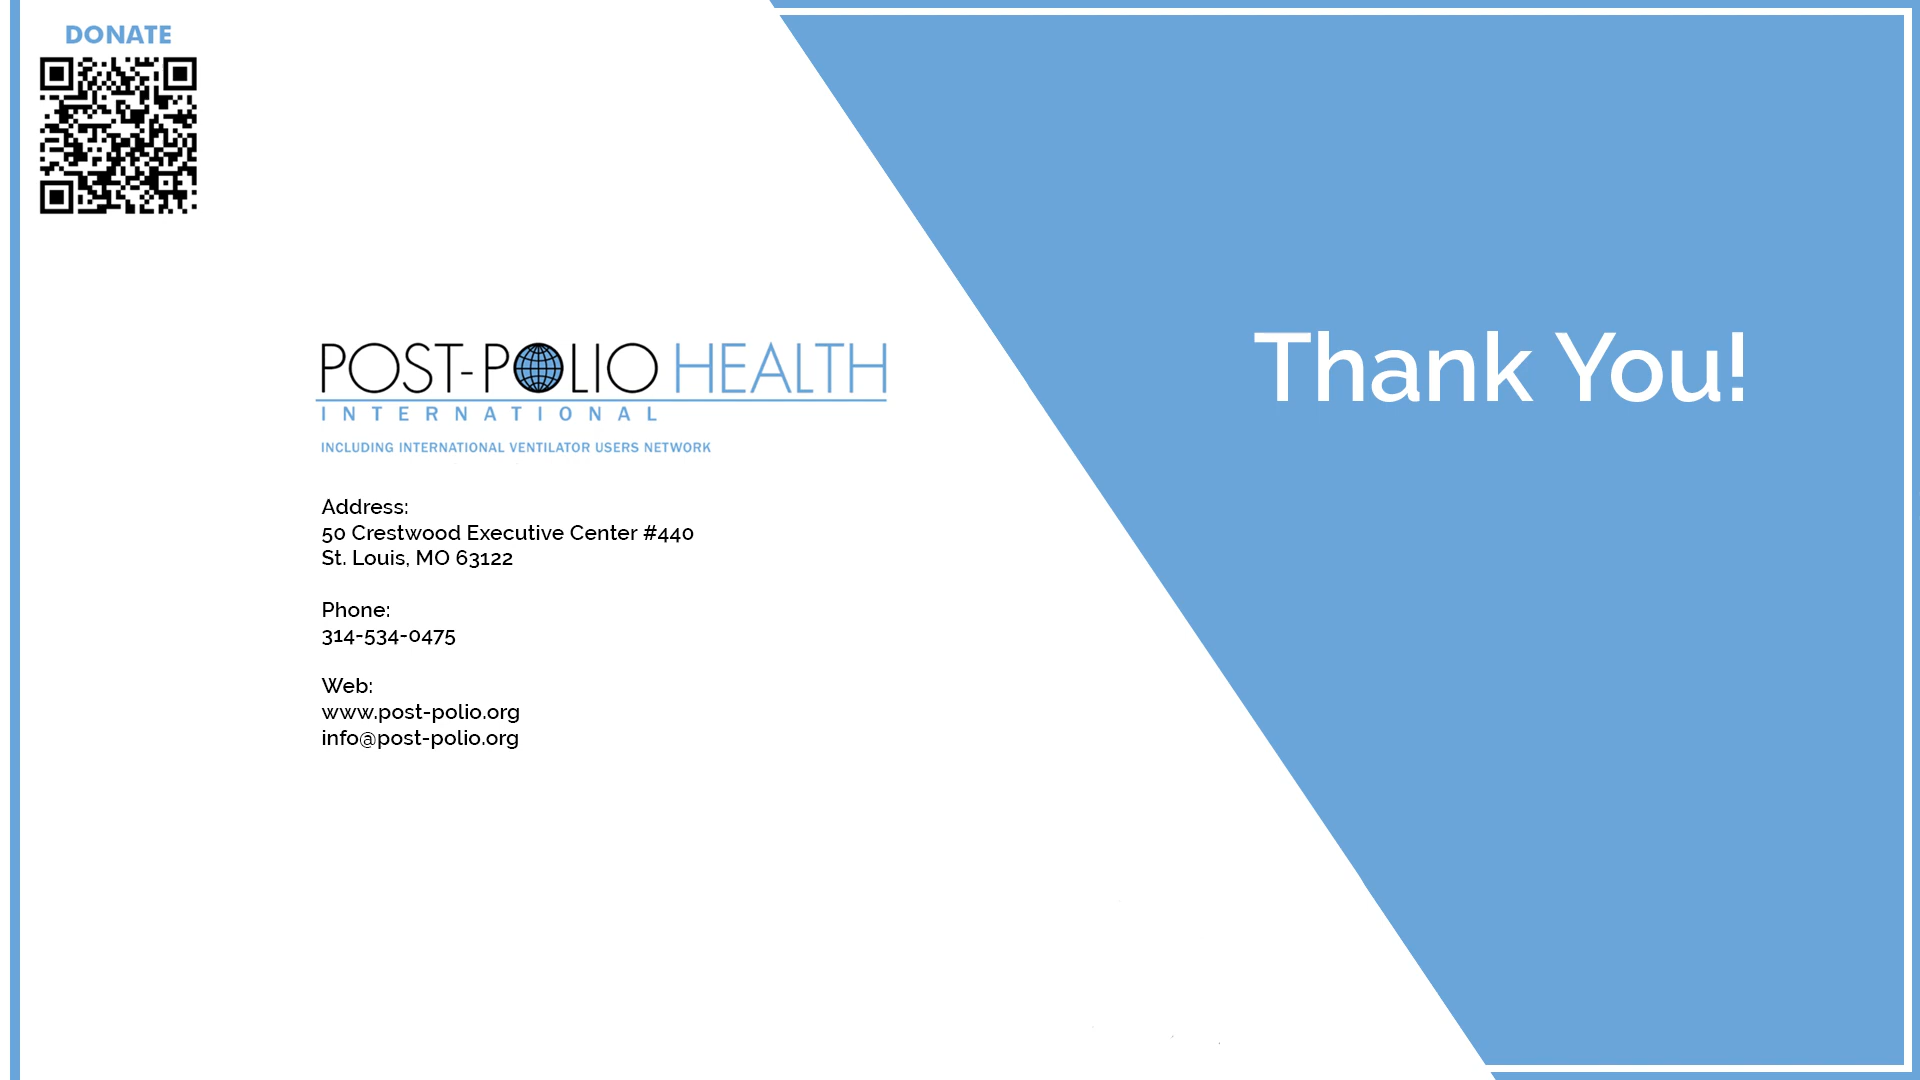 DONATE
POST-POLIO HEALTH
INTERNATIONAL
INCLUDING INTERNATIONAL VENTILATOR USERS NETWORK
Address:
50 Crestwood Executive Center #440
St. Louis, MO 63122
Phone:
314-534-0475
Web:
www.post-polio.org
info@post-polio.org
Thank You!